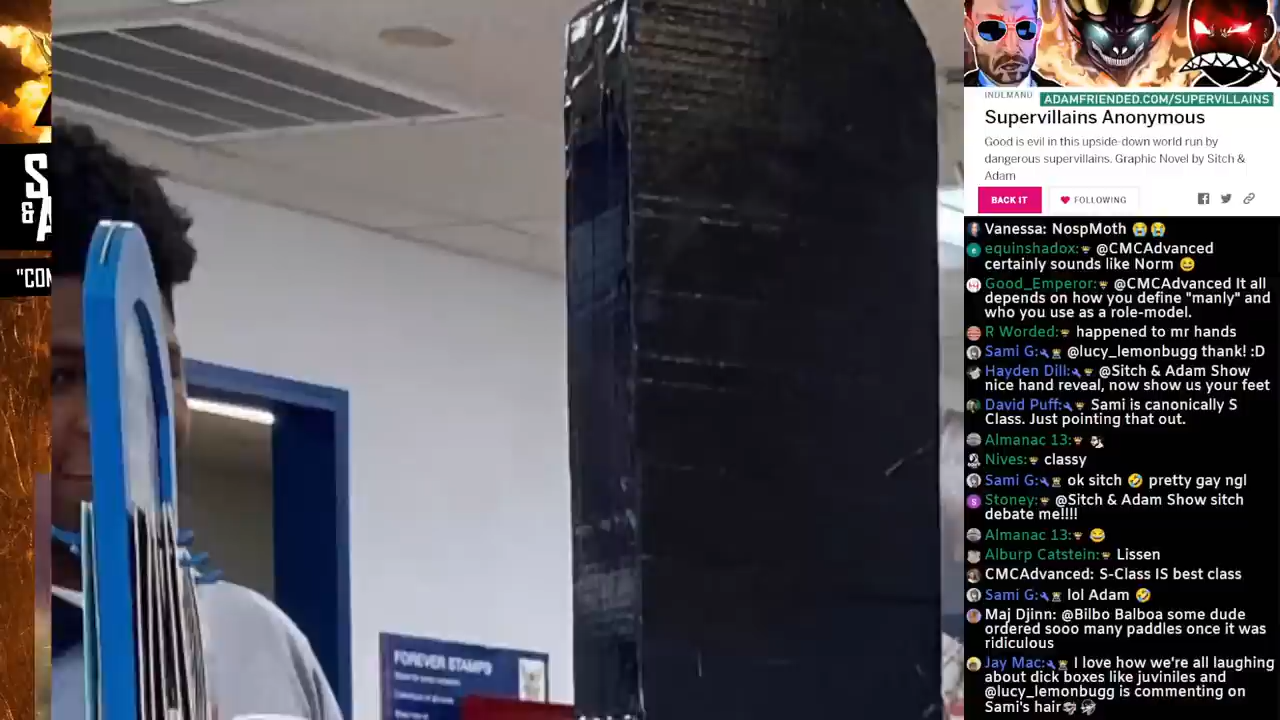 S
& A
"CON
FOREVER STAMPS
INDEMAND
ADAMFRIENDED.COM/SUPERVILLAINS
Supervillains Anonymous
Good is evil in this upside-down world run by
dangerous supervillains. Graphic Novel by Sitch &
Adam
BACK IT
FOLLOWING
Vanessa: NospMoth 😭😭
equinshadox: @CMCAdvanced
certainly sounds like Norm 😆
Good_Emperor: @CMCAdvanced It all
depends on how you define "manly" and
who you use as a role-model.
R Worded: happened to mr hands
Sami G: @lucy_lemonbugg thank! :D
Hayden Dill: @Sitch & Adam Show
nice hand reveal, now show us your feet
David Puff: Sami is canonically S
Class. Just pointing that out.
Almanac 13:
Nives: classy
Sami G: ok sitch 🤣 pretty gay ngl
Stoney: @Sitch & Adam Show sitch
debate me!!!!
Almanac 13: 😂
Alburp Catstein: Lissen
CMCAdvanced: S-Class IS best class
Sami G: lol Adam 🤣
Maj Djinn: @Bilbo Balboa some dude
ordered sooo many paddles once it was
ridiculous
Jay Mac: I love how we're all laughing
about dick boxes like juviniles and
@lucy_lemonbugg is commenting on
Sami's hair